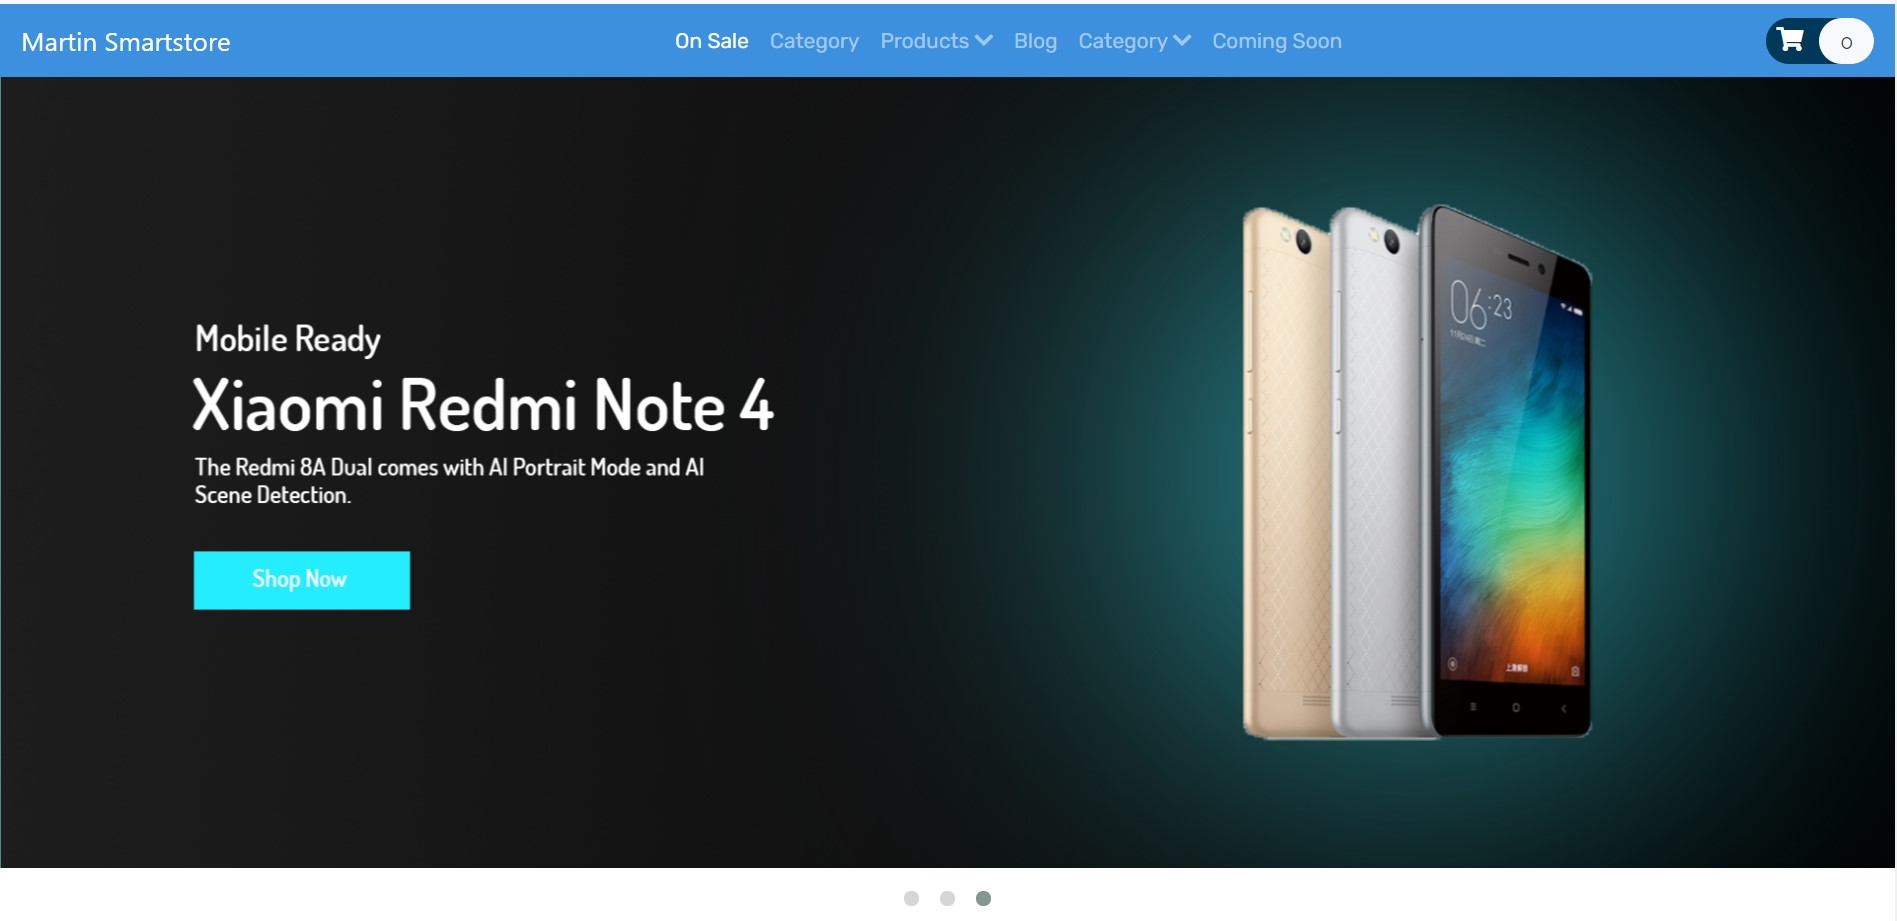 Martin Smartstore
On Sale
Category
Products
Blog
Category
Coming Soon
0
Mobile Ready
Xiaomi Redmi Note 4
The Redmi 8A Dual comes with AI Portrait Mode and AI
Scene Detection.
Shop Now
06:23